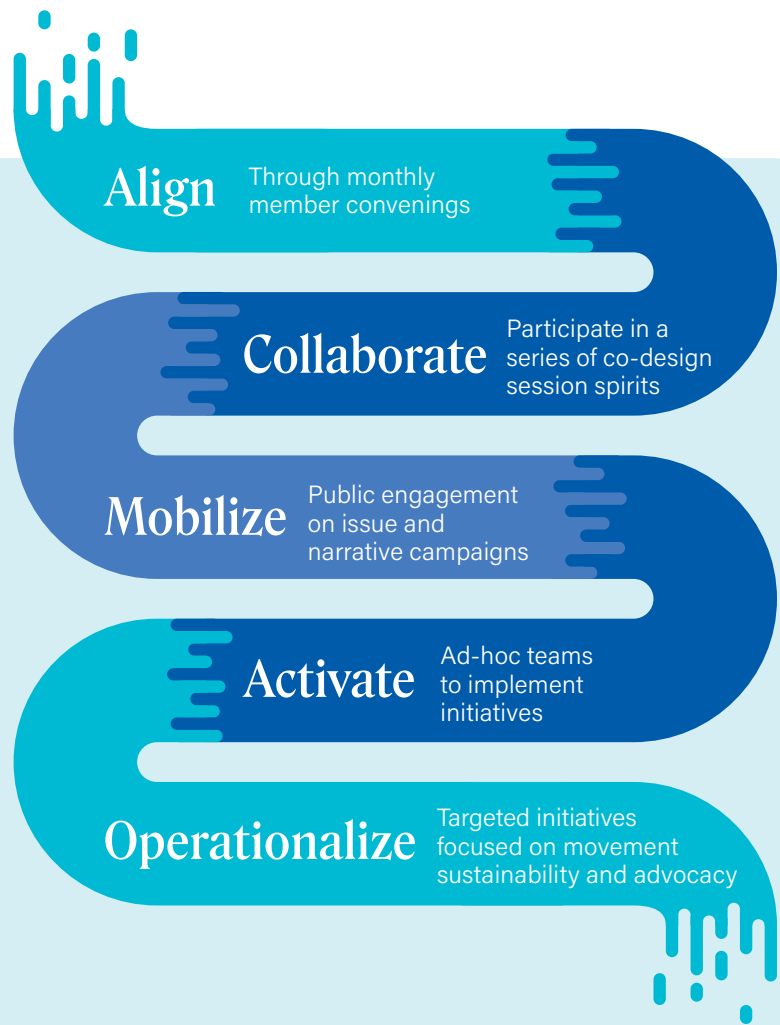 Align
Through monthly
member convenings
Collaborate
Participate in a
series of co-design
session spirits
Mobilize
Public engagement
on issue and
narrative campaigns
Activate
Ad-hoc teams
to implement
initiatives
Operationalize
Targeted initiatives
focused on movement
sustainability and advocacy